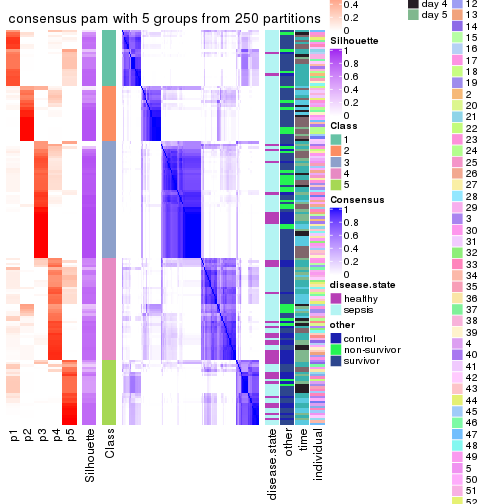 consensus pam with 5 groups from 250 partitions
0.4
0.2
0
Silhouette
1
0.8
0.6
0.4
0.2
0
Class
1
2
3
4
5
Consensus
1
0.8
0.6
0.4
0.2
0
disease.state
healthy
sepsis
other
control
non-survivor
survivor
day 4
day 5
12
13
14
15
16
17
18
19
2
20
21
22
23
24
25
26
27
28
29
3
30
31
32
33
34
35
36
37
38
39
4
40
41
42
43
44
45
46
47
48
49
5
50
51
52
p1
p2
p3
p4
p5
Silhouette
Class
disease.state
other
time
individual